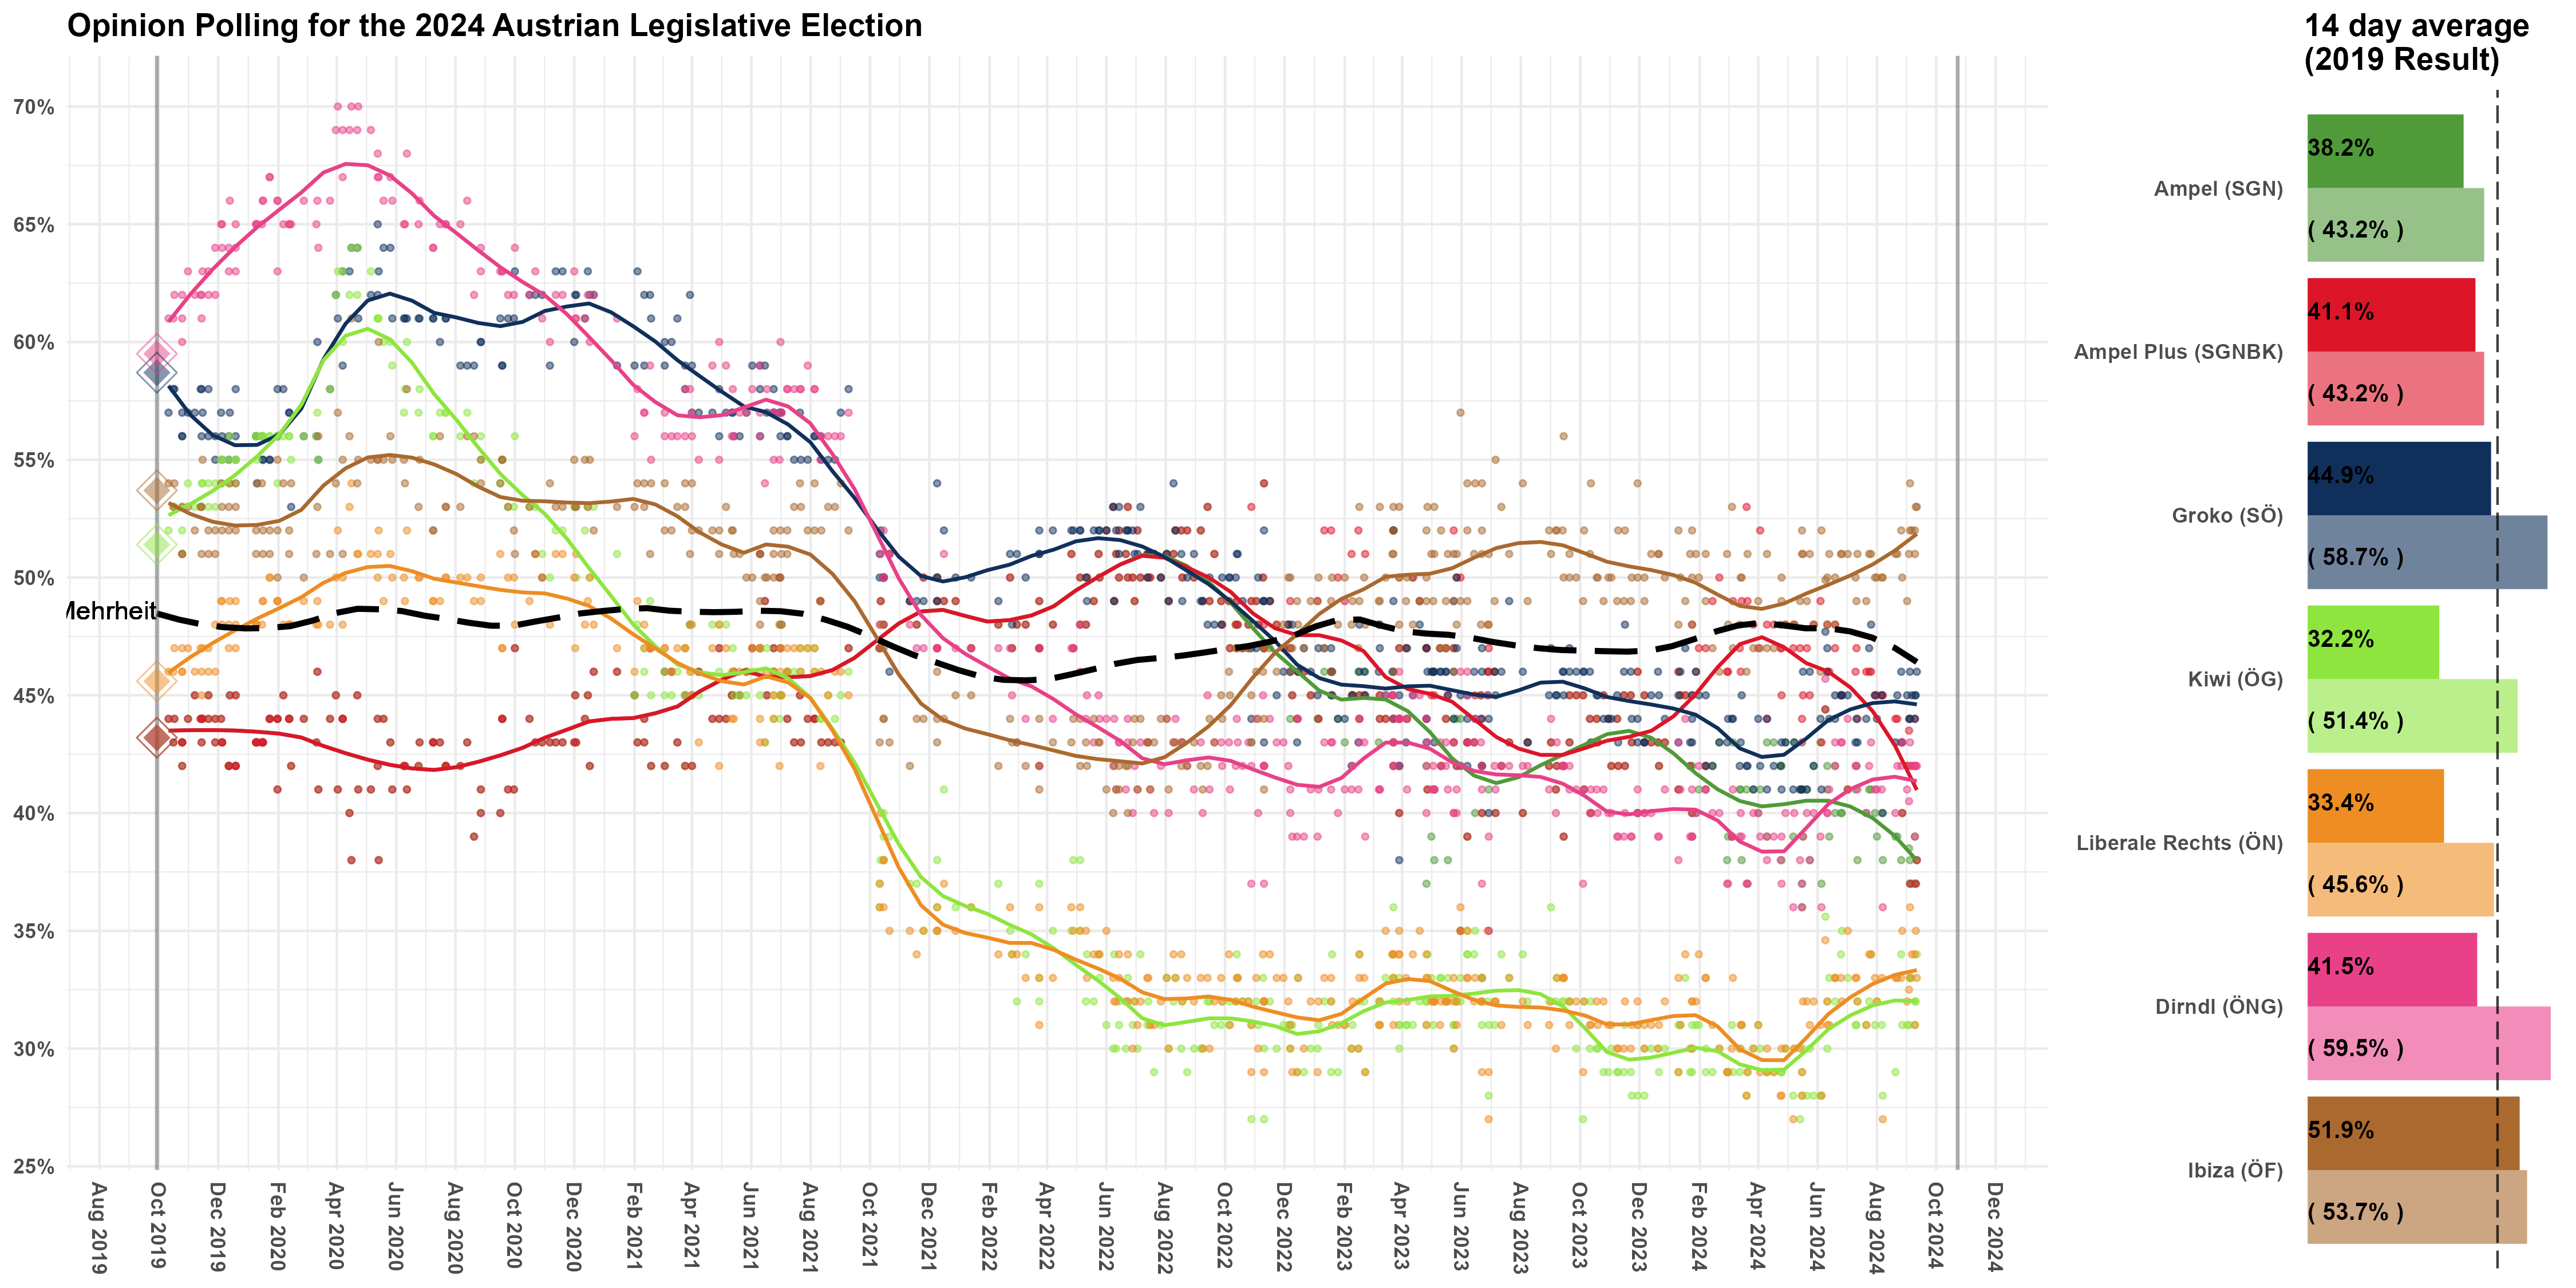 Opinion Polling for the 2024 Austrian Legislative Election
14 day average
(2019 Result)
70%
65%
60%
55%
50%
45%
40%
35%
30%
25%
Mehrheit
Aug 2019
Oct 2019
Dec 2019
Feb 2020
Apr 2020
Jun 2020
Aug 2020
Oct 2020
Dec 2020
Feb 2021
Apr 2021
Jun 2021
Aug 2021
Oct 2021
Dec 2021
Feb 2022
Apr 2022
Jun 2022
Aug 2022
Oct 2022
Dec 2022
Feb 2023
Apr 2023
Jun 2023
Aug 2023
Oct 2023
Dec 2023
Feb 2024
Apr 2024
Jun 2024
Aug 2024
Oct 2024
Dec 2024
Ampel (SGN)
38.2%
( 43.2% )
Ampel Plus (SGNBK)
41.1%
( 43.2% )
Groko (SÖ)
44.9%
( 58.7% )
Kiwi (ÖG)
32.2%
( 51.4% )
Liberale Rechts (ÖN)
33.4%
( 45.6% )
Dirndl (ÖNG)
41.5%
( 59.5% )
Ibiza (ÖF)
51.9%
( 53.7% )